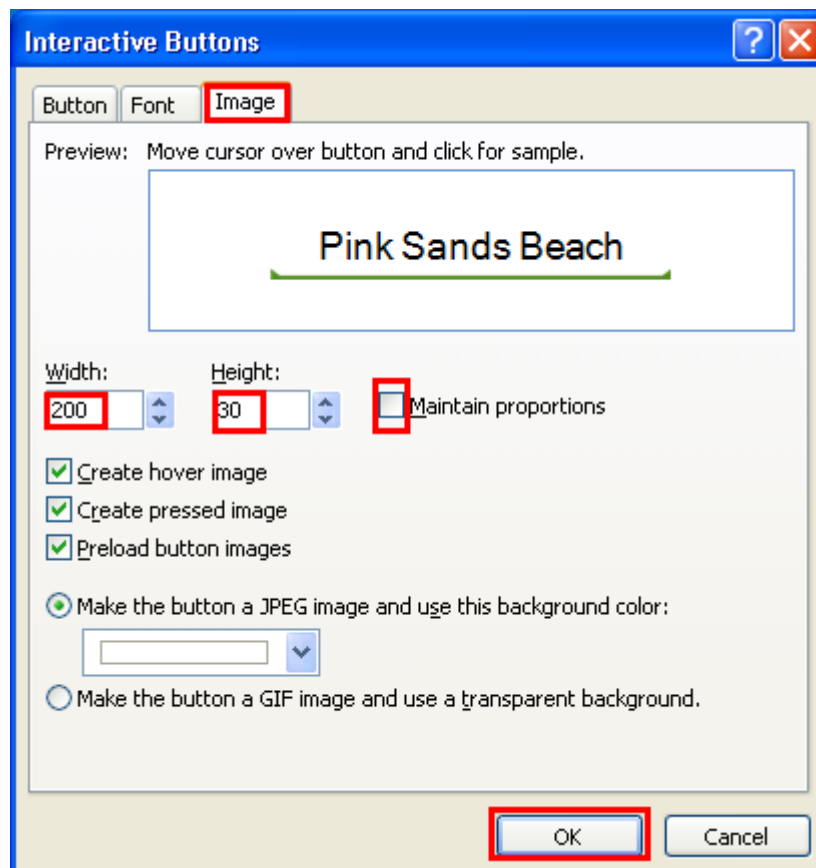 Interactive Buttons
Button Font Image
Preview: Move cursor over button and click for sample.
Pink Sands Beach
Width: Height:
200 30 Maintain proportions
Create hover image
Create pressed image
Preload button images
Make the button a JPEG image and use this background color:
Make the button a GIF image and use a transparent background.
OK Cancel